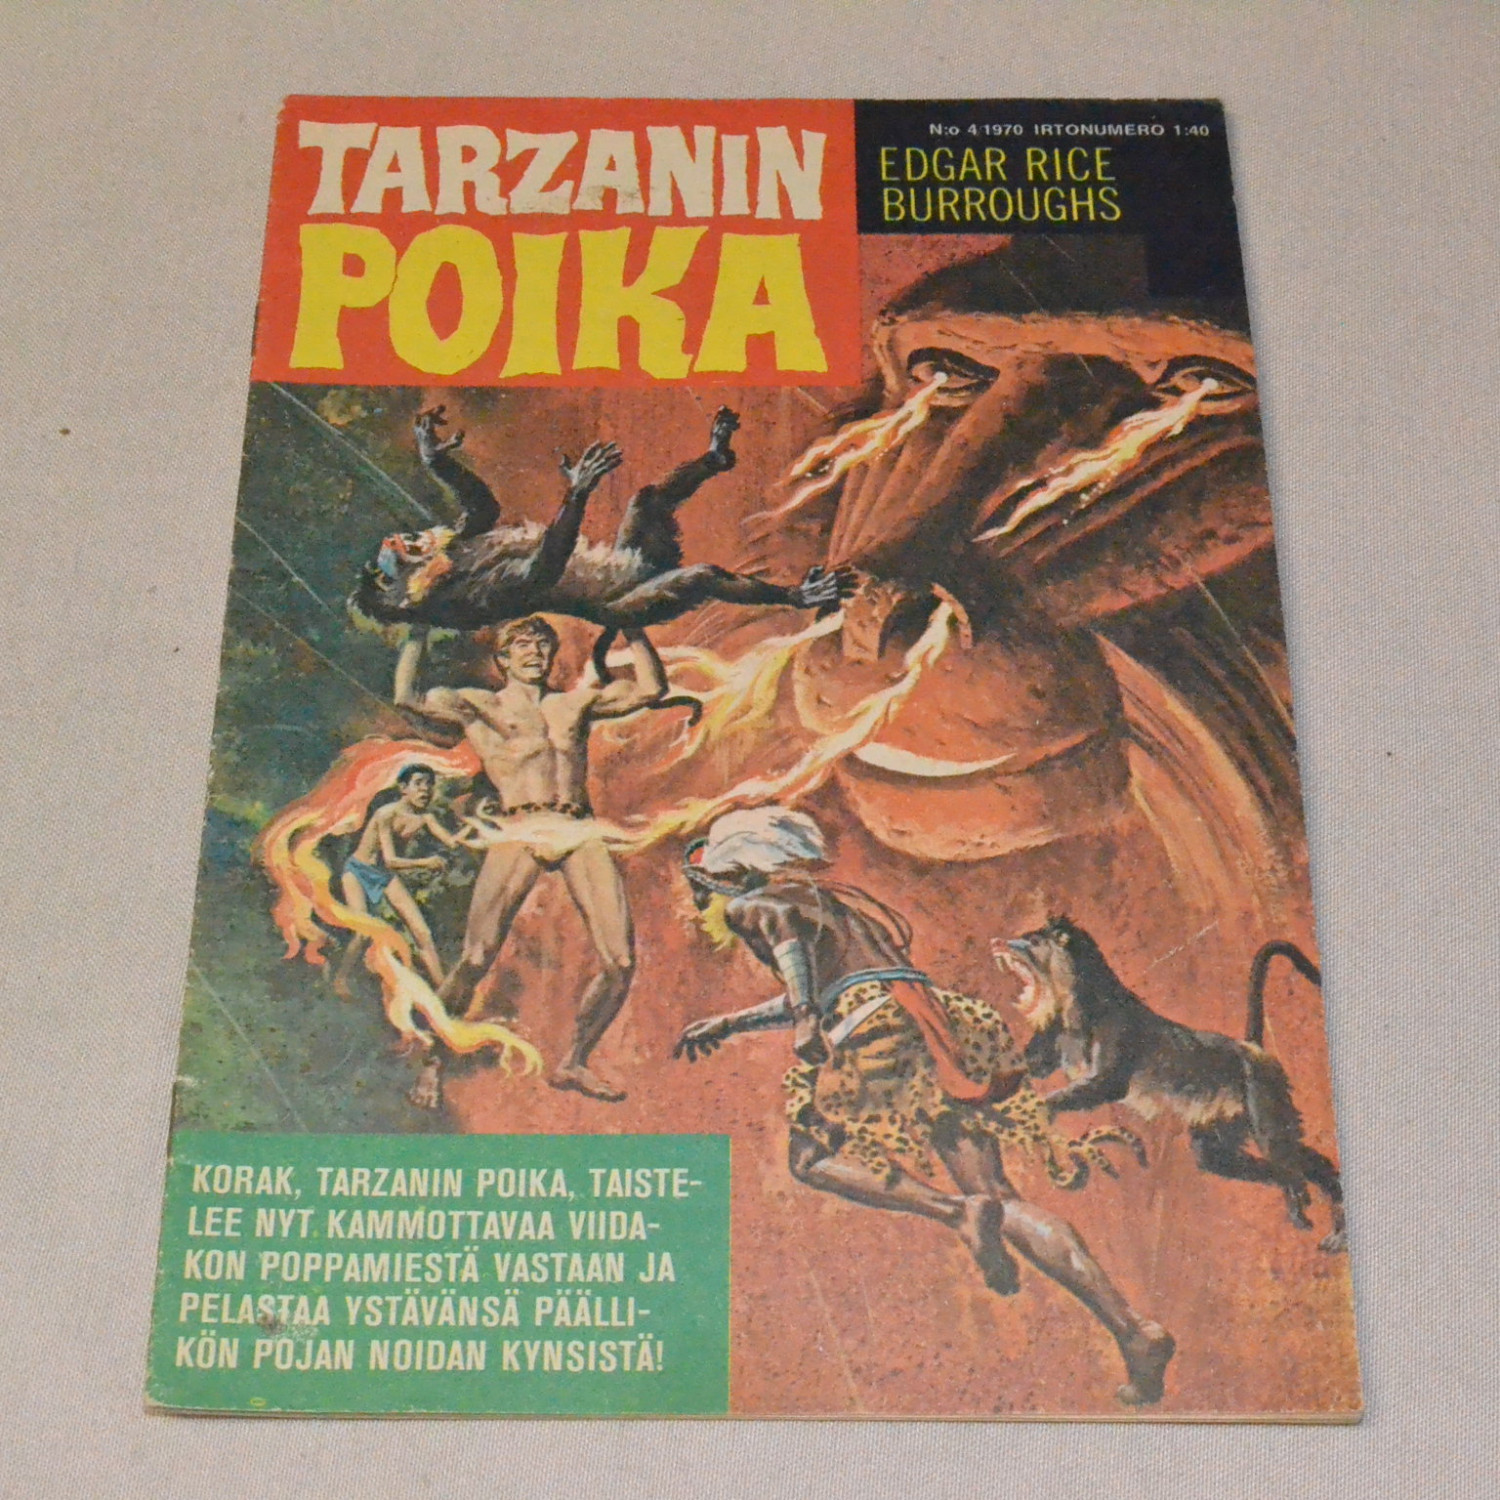 TARZANIN
POIKA
N:o 4/1970 IRTONUMERO 1:40
EDGAR RICE
BURROUGHS
KORAK, TARZANIN POIKA, TAISTE-
LEE NYT KAMMOTTAVAA VIIDA-
KON POPPAMIESTÄ VASTAAN JA
PELASTAA YSTÄVÄNSÄ PÄÄLLI-
KÖN POJAN NOIDAN KYNSISTÄ!